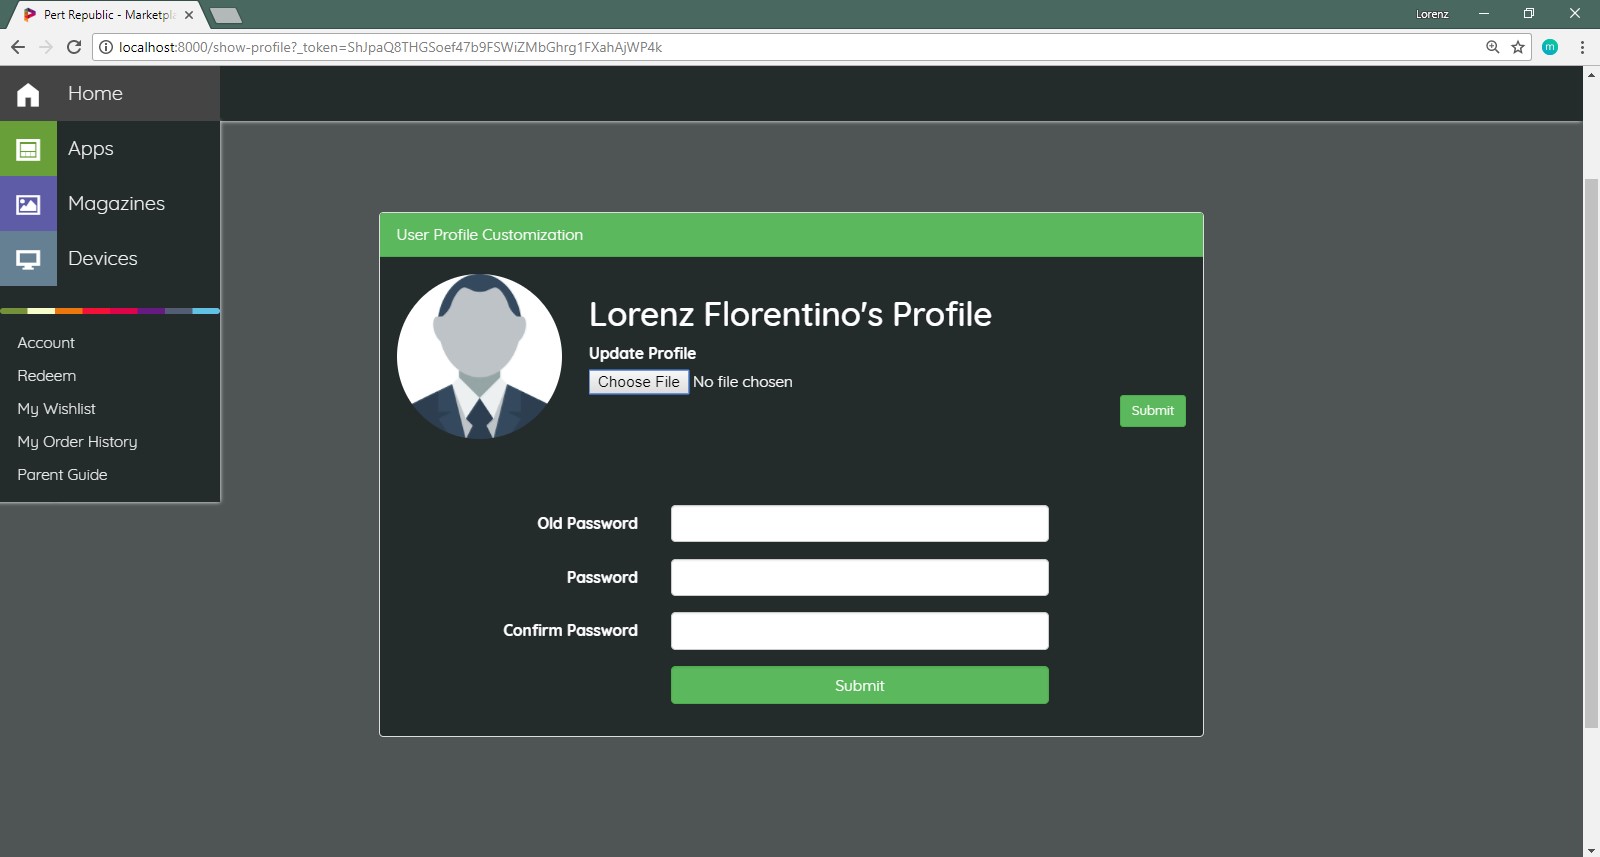 Pert Republic - Marketpla
Lorenz
localhost:8000/show-profile?_token=ShJpaQ8THGSoef47b9FSWiZMbGhrg1FXahAjWP4k
m
Home
Apps
Magazines
Devices
Account
Redeem
My Wishlist
My Order History
Parent Guide
User Profile Customization
Lorenz Florentino's Profile
Update Profile
Choose File No file chosen
Submit
Old Password
Password
Confirm Password
Submit